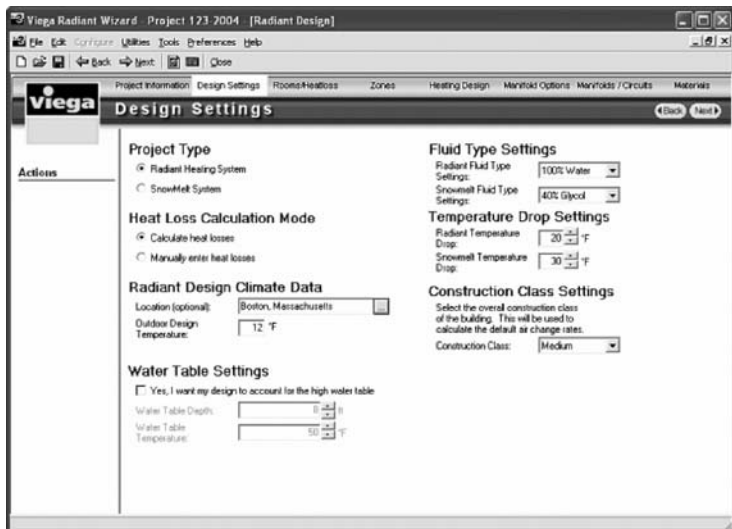 Viega Radiant Wizard - Project 123-2004 - [Radiant Design]
File Edit Configure Utilities Tools Preferences Help
Back Next Close
Project Information Design Settings Rooms/Heatloss Zones Heating Design Manifold Options Manifolds / Circuits Materials
viega
Design Settings
Back Next
Actions
Project Type
Radiant Heating System
SnowMelt System
Heat Loss Calculation Mode
Calculate heat losses
Manually enter heat losses
Radiant Design Climate Data
Location (optional): Boston, Massachusetts ...
Outdoor Design
Temperature: 12 °F
Water Table Settings
Yes, I want my design to account for the high water table
Water Table Depth: ft
Water Table
Temperature: 50 °F
Fluid Type Settings
Radiant Fluid Type
Settings: 100% Water
Snowmelt Fluid Type
Settings: 40% Glycol
Temperature Drop Settings
Radiant Temperature
Drop: 20 °F
Snowmelt Temperature
Drop: 30 °F
Construction Class Settings
Select the overall construction class
of the building. This will be used to
calculate the default air change rates.
Construction Class: Medium